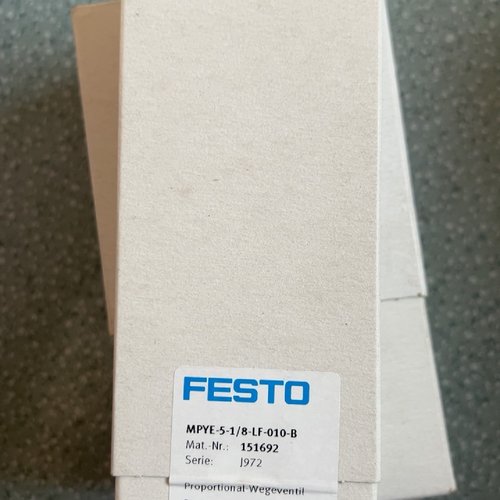 FESTO
MPYE-5-1/8-LF-010-B
Mat.-Nr.: 151692
Serie: J972
Proportional-Wegeventil